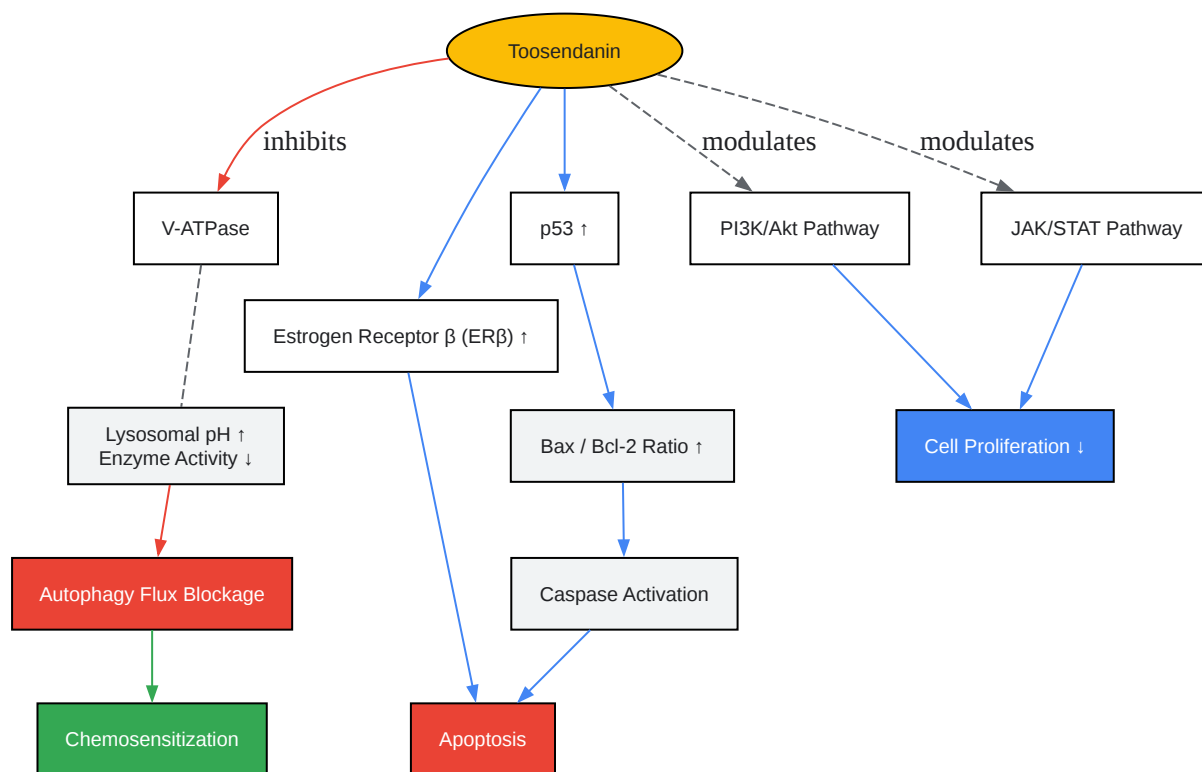 Toosendanin
inhibits
modulates
modulates
V-ATPase
p53 ↑
PI3K/Akt Pathway
JAK/STAT Pathway
Estrogen Receptor β (ERβ) ↑
Lysosomal pH ↑
Enzyme Activity ↓
Bax / Bcl-2 Ratio ↑
Cell Proliferation ↓
Autophagy Flux Blockage
Caspase Activation
Chemosensitization
Apoptosis